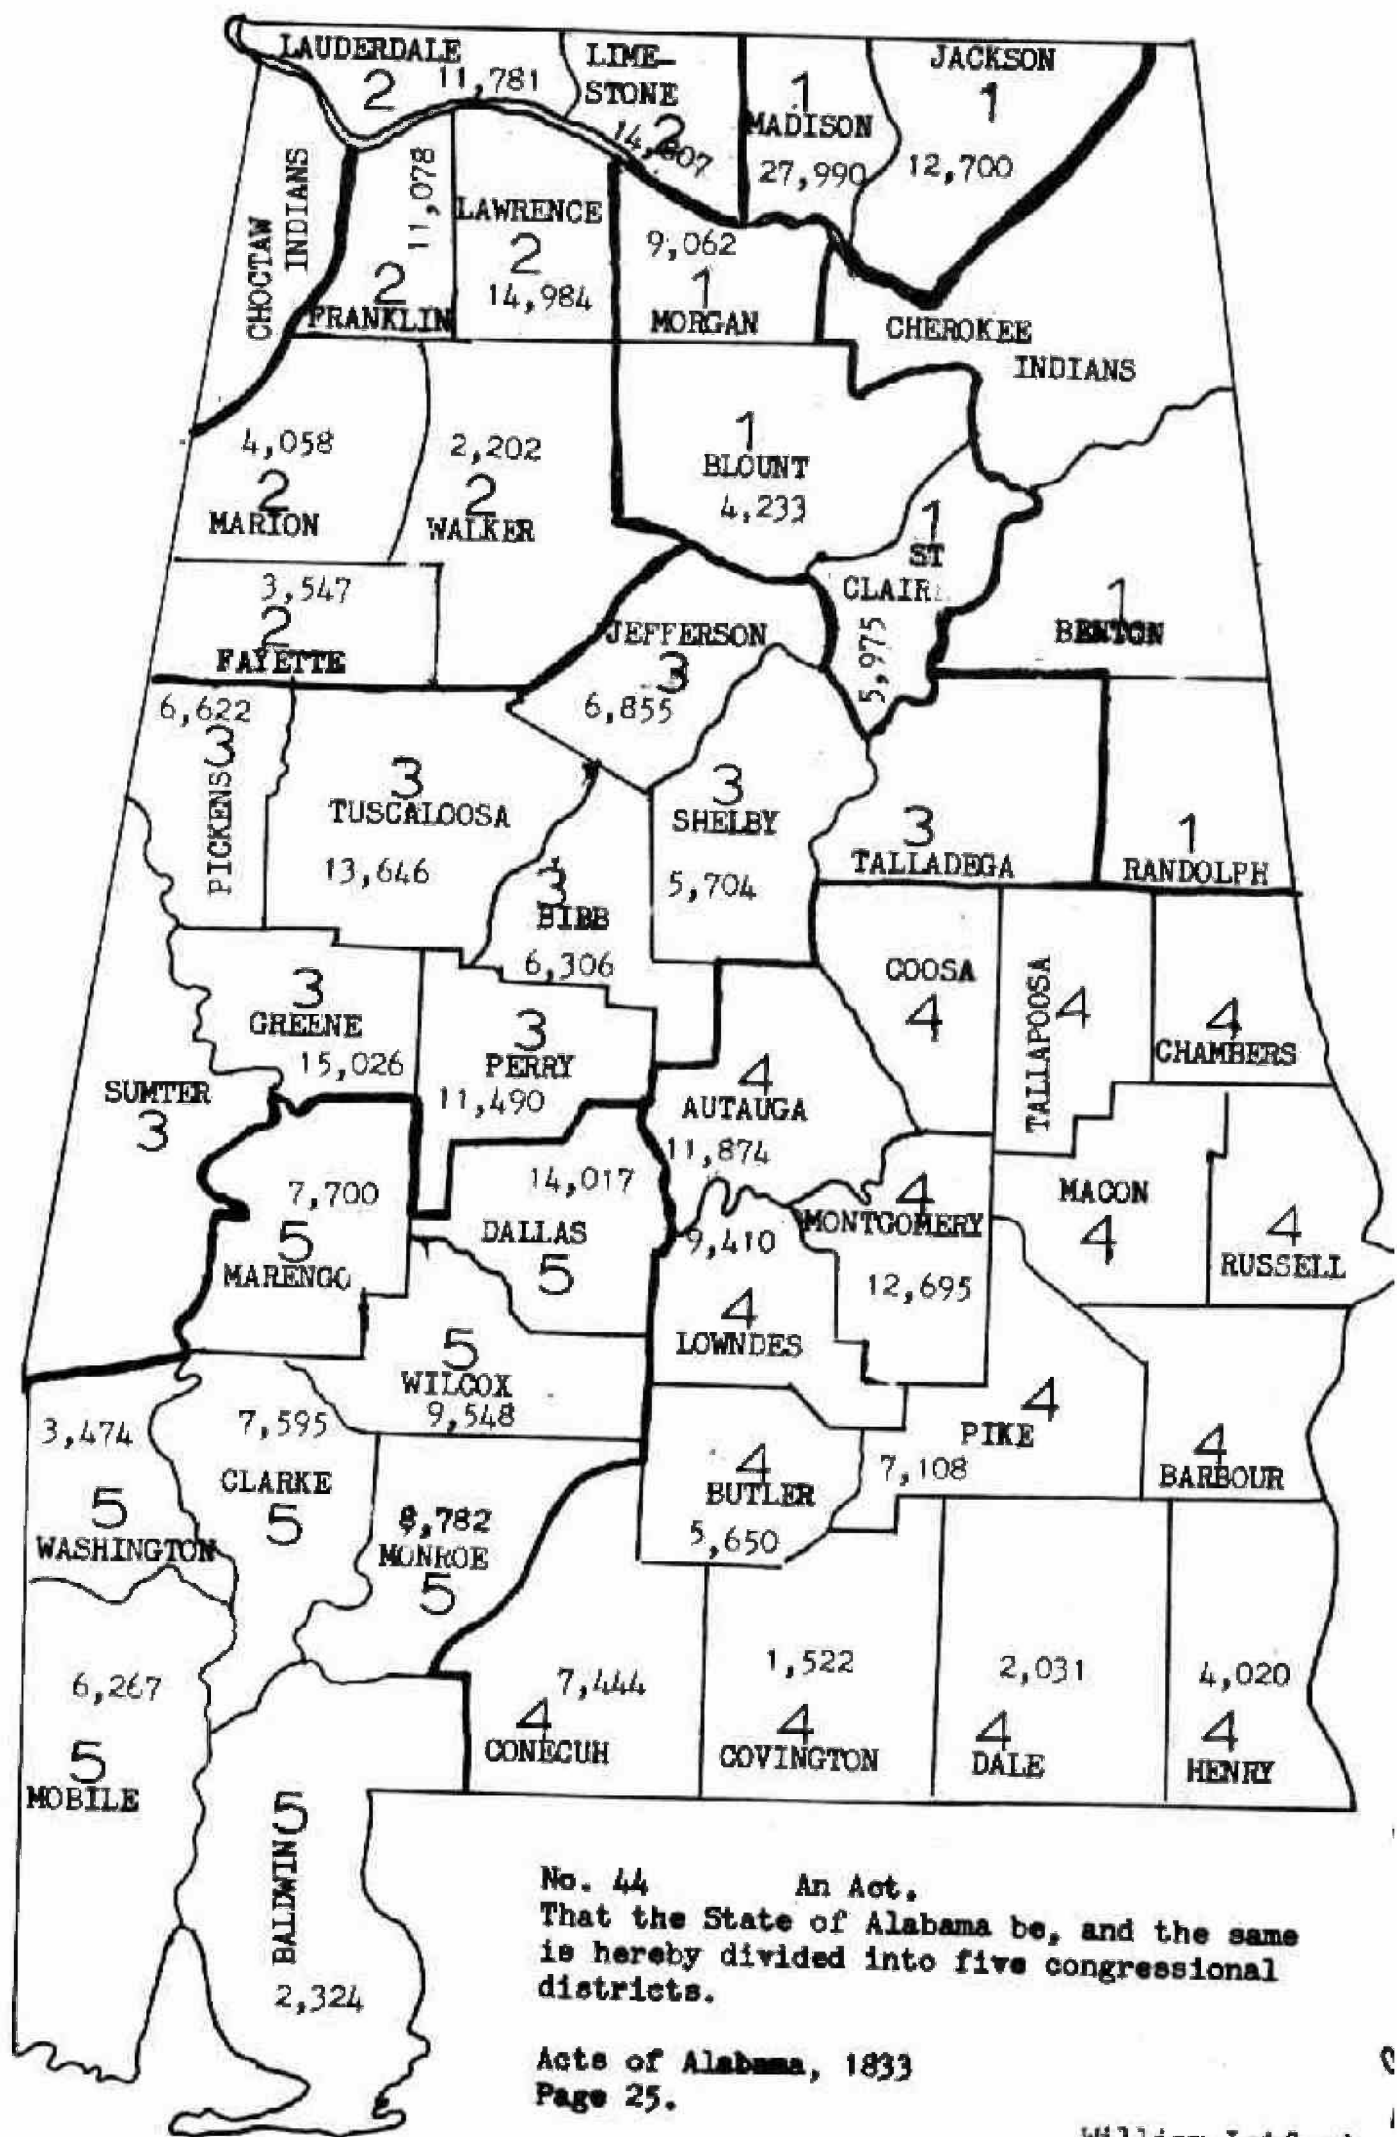 LAUDERDALE
2 11,781
LIME-
STONE
2
1
MADISON
27,990
JACKSON
1
12,700
CHOCTAW
INDIANS
11,078
2
FRANKLIN
LAWRENCE
2
14,984
9,062
1
MORGAN
CHEROKEE
INDIANS
4,058
2
MARION
2,202
2
WALKER
1
BLOUNT
4,233
1
ST
CLAIR
5,975
1
BENTON
3,547
2
FAYETTE
JEFFERSON
3
6,855
6,622
PICKENS 3
3
TUSCALOOSA
13,646
3
BIBB
6,306
3
SHELBY
5,704
3
TALLADEGA
1
RANDOLPH
SUMTER
3
3
GREENE
15,026
3
PERRY
11,490
4
AUTAUGA
11,874
COOSA
4
TALLAPOOSA 4
4
CHAMBERS
7,700
5
MARENGO
14,017
DALLAS
5
9,410
4
LOWNDES
4
MONTGOMERY
12,695
MACON
4
4
RUSSELL
3,474
5
WASHINGTON
7,595
CLARKE
5
5
WILCOX
9,548
8,782
MONROE
5
4
BUTLER
5,650
4
PIKE
7,108
4
BARBOUR
6,267
5
MOBILE
BALDWIN 5
2,324
7,444
4
CONECUH
1,522
4
COVINGTON
2,031
4
DALE
4,020
4
HENRY
No. 44 An Act.
That the State of Alabama be, and the same
is hereby divided into five congressional
districts.
Acts of Alabama, 1833
Page 25.
William